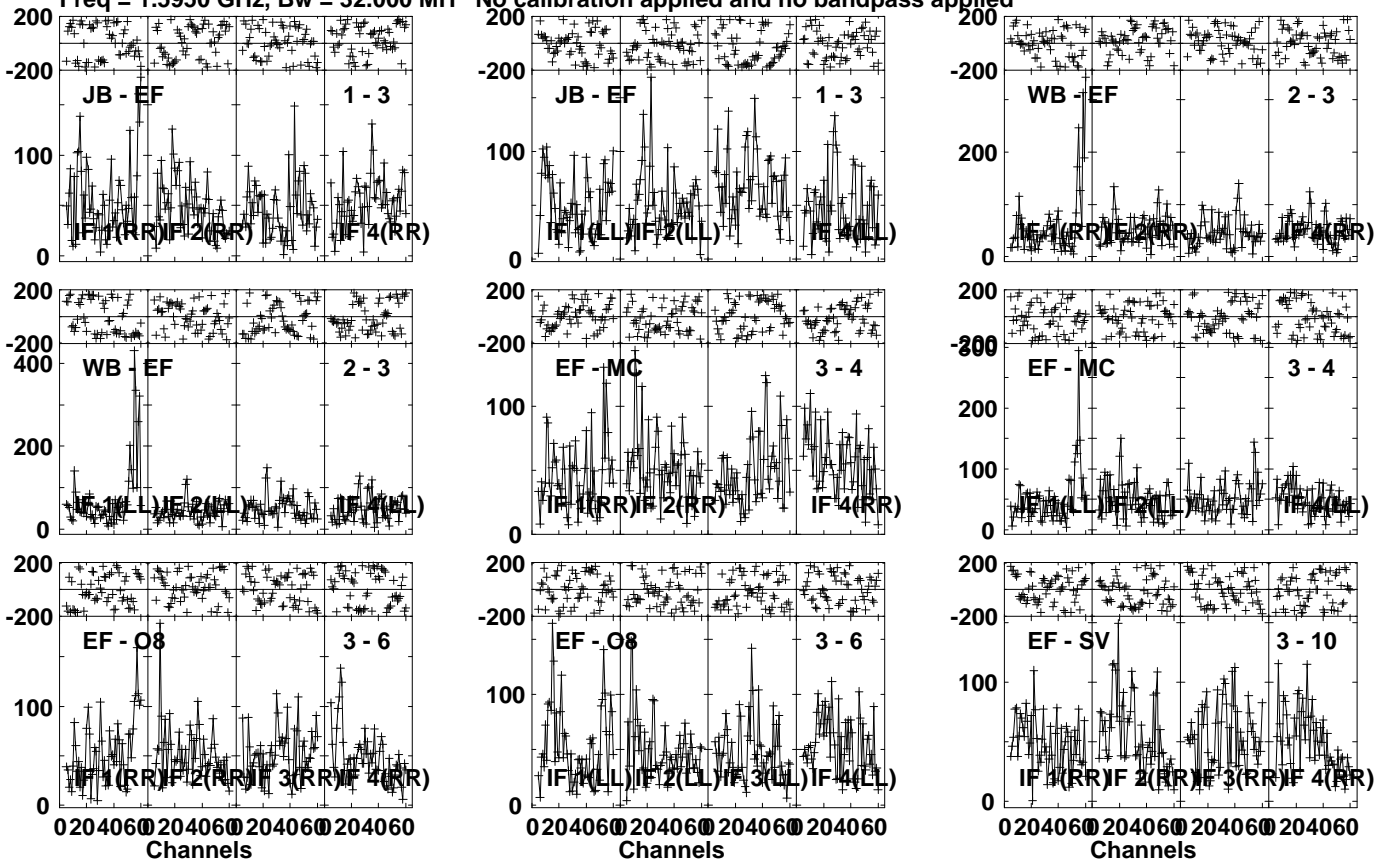 Freq = 1.5950 GHz, Bw = 32.000 MH No calibration applied and no bandpass applied
200 200 200
-200 -200 -200
JB - EF 1 - 3 JB - EF 1 - 3 WB - EF 2 - 3
100 100 200
IF 1(RR) IF 2(RR) IF 4(RR) IF 1(LL) IF 2(LL) IF 4(LL) IF 1(RR) IF 2(RR) IF 4(RR)
0 0 0
200 200 200
-200 -200 -200
300
400 WB - EF 2 - 3 EF - MC 3 - 4 EF - MC 3 - 4
200 100 200
100
IF 1(LL) IF 2(LL) IF 4(LL) IF 1(RR) IF 2(RR) IF 4(RR) IF 1(LL) IF 2(LL) IF 4(LL)
0 0 0
200 200 200
-200 -200 -200
EF - O8 3 - 6 EF - O8 3 - 6 EF - SV 3 - 10
100 100 100
IF 1(RR) IF 2(RR) IF 3(RR) IF 4(RR) IF 1(LL) IF 2(LL) IF 3(LL) IF 4(LL) IF 1(RR) IF 2(RR) IF 3(RR) IF 4(RR)
0 0 0
0 20 40 60 0 20 40 60 0 20 40 60 0 20 40 60 0 20 40 60 0 20 40 60 0 20 40 60 0 20 40 60 0 20 40 60 0 20 40 60 0 20 40 60 0 20 40 60
Channels Channels Channels